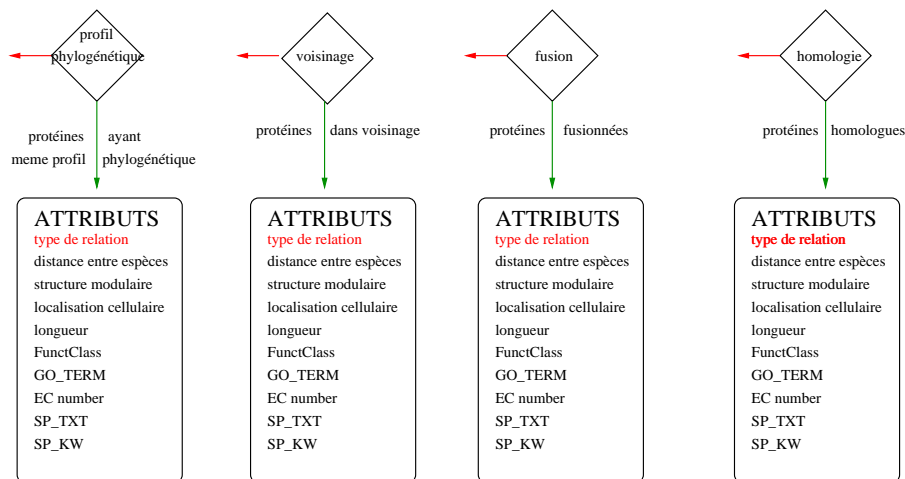 profil
phylogénétique
protéines ayant
meme profil phylogénétique
ATTRIBUTS
type de relation
distance entre espèces
structure modulaire
localisation cellulaire
longueur
FunctClass
GO_TERM
EC number
SP_TXT
SP_KW
voisinage
protéines dans voisinage
ATTRIBUTS
type de relation
distance entre espèces
structure modulaire
localisation cellulaire
longueur
FunctClass
GO_TERM
EC number
SP_TXT
SP_KW
fusion
protéines fusionnées
ATTRIBUTS
type de relation
distance entre espèces
structure modulaire
localisation cellulaire
longueur
FunctClass
GO_TERM
EC number
SP_TXT
SP_KW
homologie
protéines homologues
ATTRIBUTS
type de relation
distance entre espèces
structure modulaire
localisation cellulaire
longueur
FunctClass
GO_TERM
EC number
SP_TXT
SP_KW